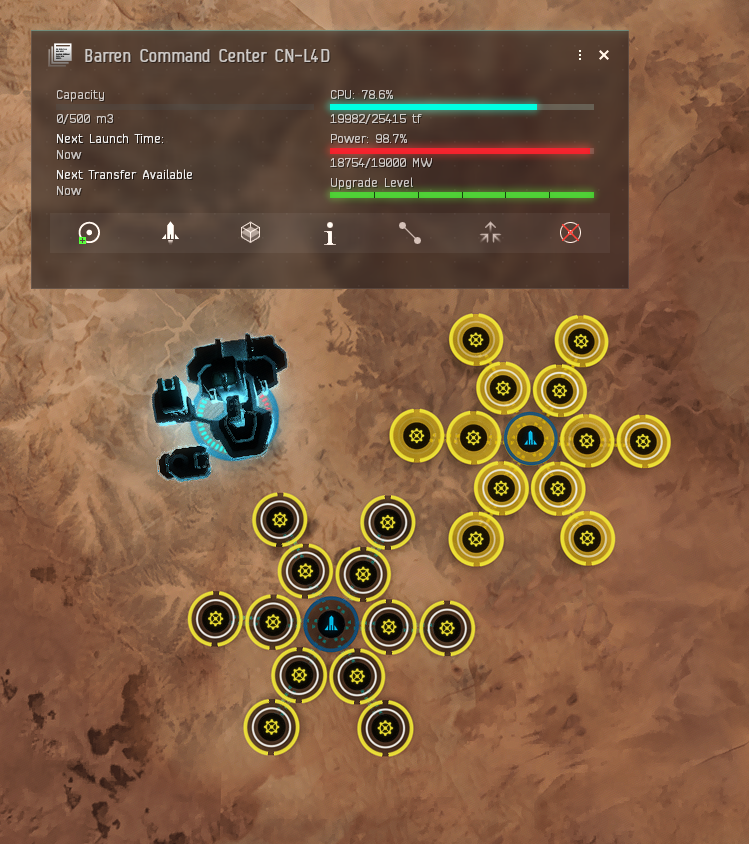 Barren Command Center CN-L4D
Capacity
0/500 m3
Next Launch Time:
Now
Next Transfer Available
Now
CPU: 78.6%
19982/25415 tf
Power: 98.7%
18754/19000 MW
Upgrade Level